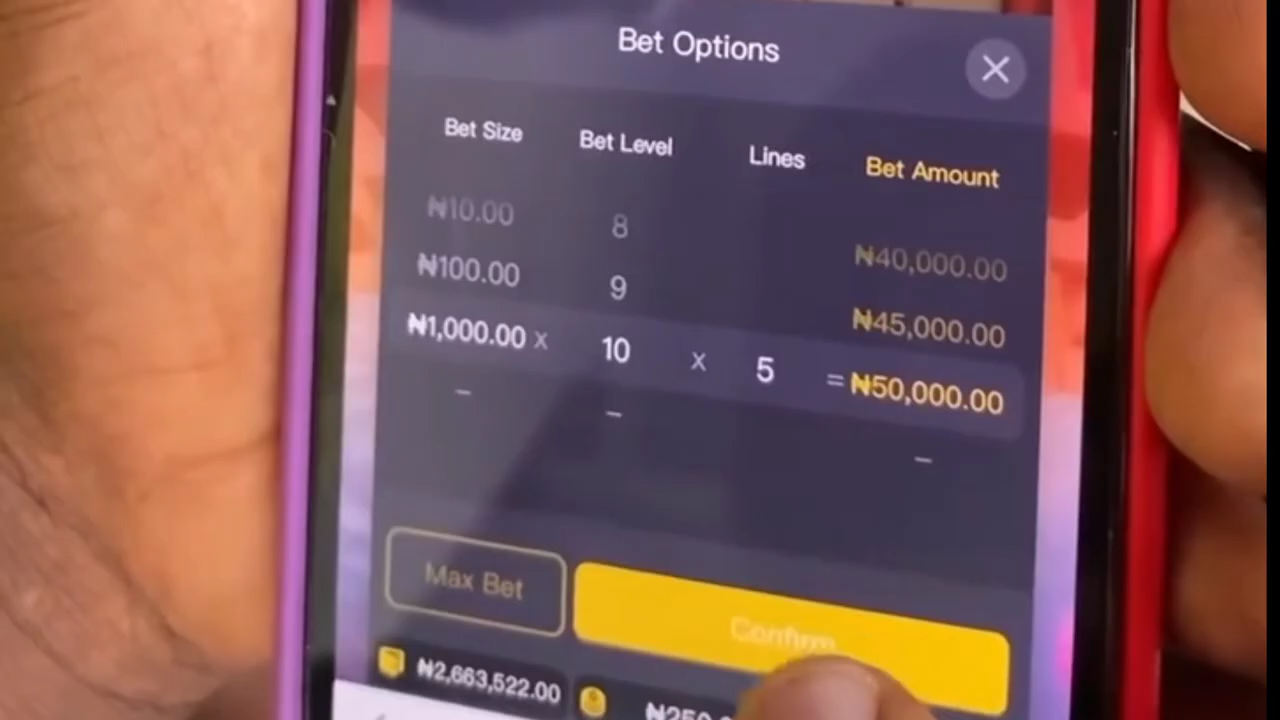 Bet Options
Bet Size Bet Level Lines Bet Amount
₦10.00 8 ₦40,000.00
₦100.00 9 ₦45,000.00
₦1,000.00 x 10 x 5 = ₦50,000.00
– – –
Max Bet Confirm
₦2,663,522.00 ₦250